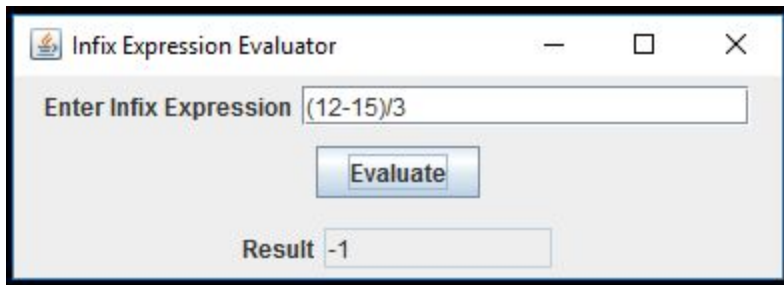 Infix Expression Evaluator
Enter Infix Expression (12-15)/3
Evaluate
Result -1